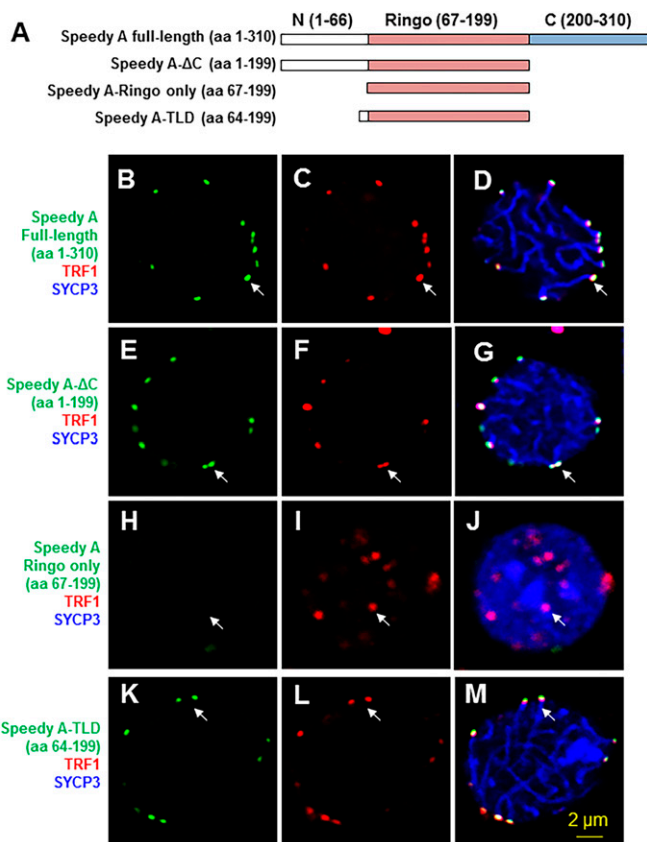 A
N (1-66) Ringo (67-199) C (200-310)
Speedy A full-length (aa 1-310)
Speedy A-ΔC (aa 1-199)
Speedy A-Ringo only (aa 67-199)
Speedy A-TLD (aa 64-199)
B C D
Speedy A
Full-length
(aa 1-310)
TRF1
SYCP3
E F G
Speedy A-ΔC
(aa 1-199)
TRF1
SYCP3
H I J
Speedy A
Ringo only
(aa 67-199)
TRF1
SYCP3
K L M
Speedy A-TLD
(aa 64-199)
TRF1
SYCP3
2 µm